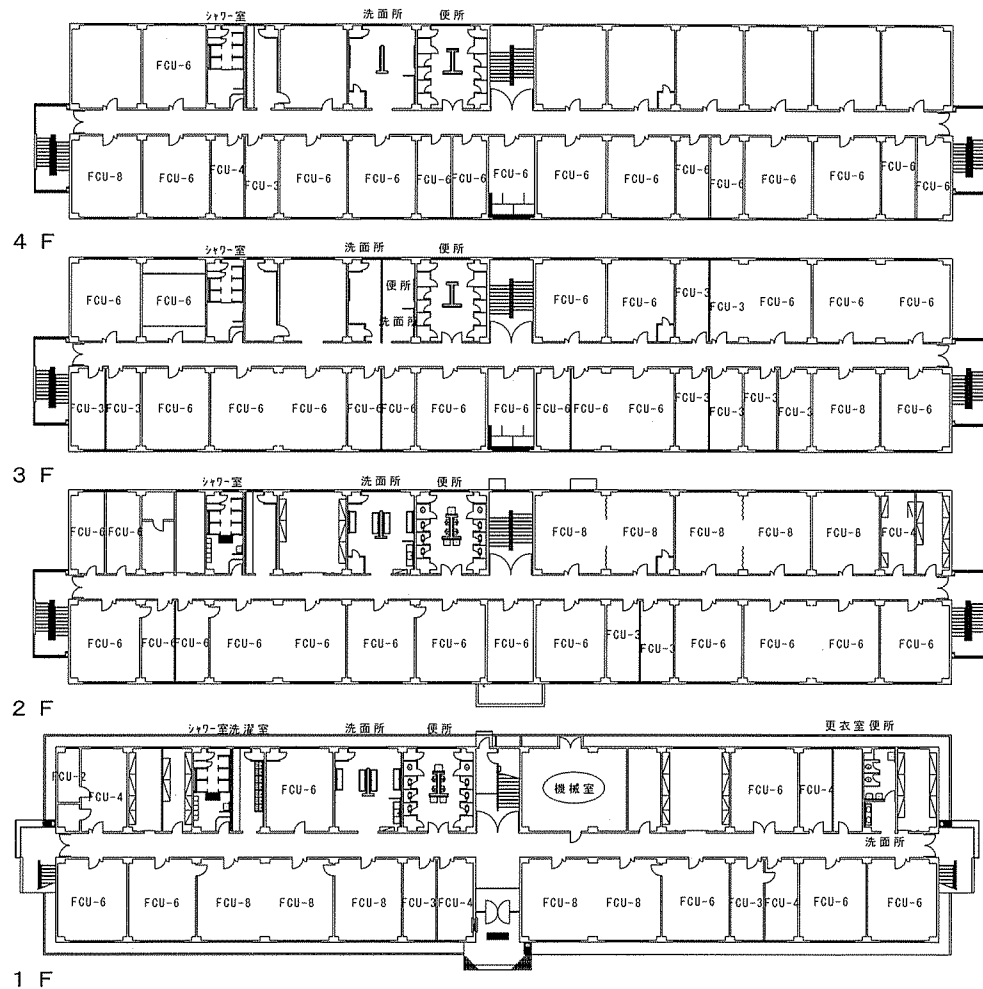 シャワー室 洗面所 便所
FCU-6
FCU-8 FCU-6 FCU-4 FCU-3 FCU-6 FCU-6 FCU-6 FCU-6 FCU-6 FCU-6 FCU-6 FCU-6 FCU-6 FCU-6 FCU-6 FCU-6
4 F
シャワー室 洗面所 便所
便所
FCU-6 FCU-6 FCU-6 FCU-6 FCU-3 FCU-3 FCU-6 FCU-6 FCU-6
洗面所
FCU-3 FCU-3 FCU-6 FCU-6 FCU-6 FCU-6 FCU-6 FCU-6 FCU-6 FCU-6 FCU-6 FCU-6 FCU-3 FCU-3 FCU-3 FCU-3 FCU-8 FCU-6
3 F
シャワー室 洗面所 便所
FCU-6 FCU-6 FCU-8 FCU-8 FCU-8 FCU-8 FCU-8 FCU-4
FCU-6 FCU-6 FCU-6 FCU-6 FCU-6 FCU-6 FCU-6 FCU-6 FCU-6 FCU-3 FCU-3 FCU-6 FCU-6 FCU-6 FCU-6
2 F
シャワー室 洗濯室 洗面所 便所 更衣室便所
FCU-2
FCU-4 FCU-6 機械室 FCU-6 FCU-4
洗面所
FCU-6 FCU-6 FCU-8 FCU-8 FCU-8 FCU-3 FCU-4 FCU-8 FCU-8 FCU-6 FCU-3 FCU-4 FCU-6 FCU-6
1 F